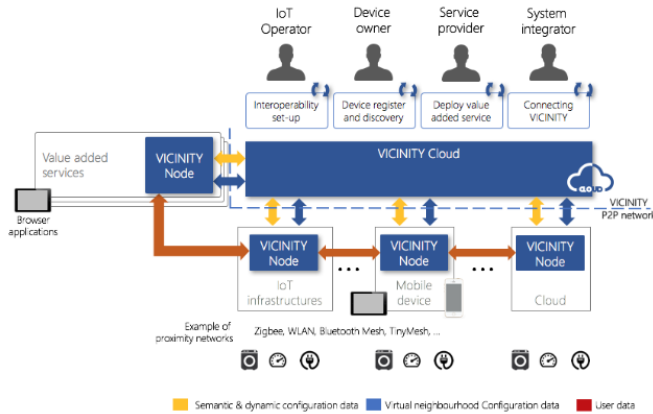 IoT
Operator
Device
owner
Service
provider
System
integrator
Interoperability
set-up
Device register
and discovery
Deploy value
added service
Connecting
VICINITY
Value added
services
VICINITY
Node
VICINITY Cloud
CLOUD
VICINITY
P2P network
Browser
applications
VICINITY
Node
IoT
infrastructures
...
VICINITY
Node
Mobile
device
...
VICINITY
Node
Cloud
Example of
proximity networks
Zigbee, WLAN, Bluetooth Mesh, TinyMesh, ...
Semantic & dynamic configuration data
Virtual neighbourhood Configuration data
User data